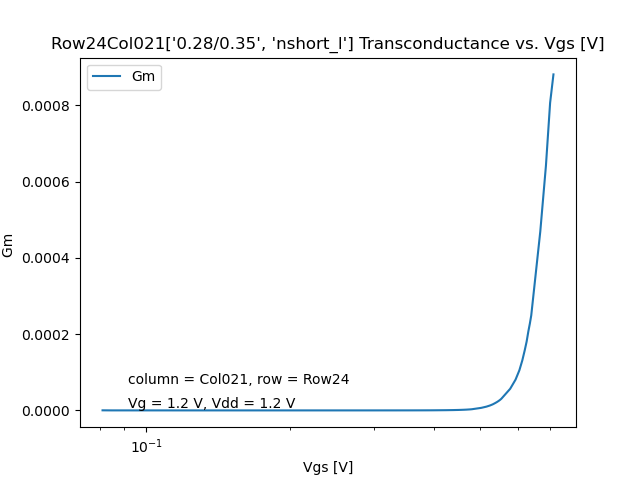 Row24Col021['0.28/0.35', 'nshort_l'] Transconductance vs. Vgs [V]
Gm
0.0008
0.0006
0.0004
0.0002
0.0000
Gm
column = Col021, row = Row24
Vg = 1.2 V, Vdd = 1.2 V
10⁻¹
Vgs [V]